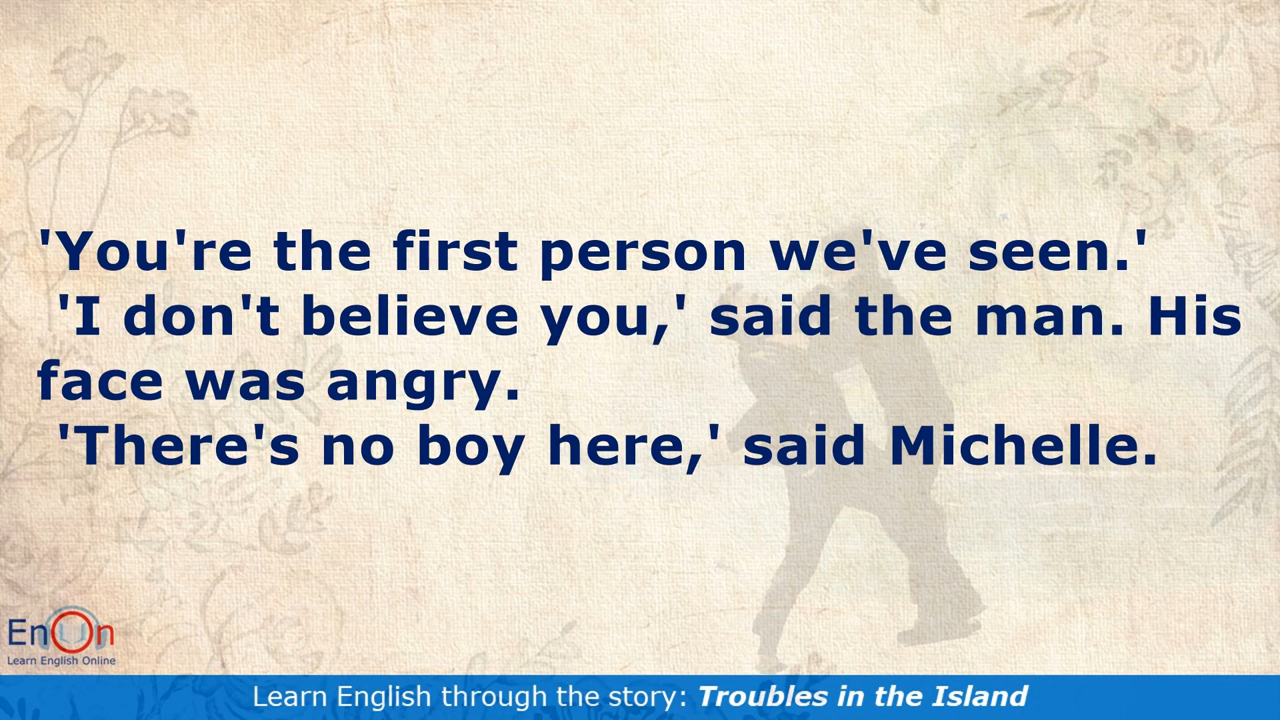 'You're the first person we've seen.'
'I don't believe you,' said the man. His
face was angry.
'There's no boy here,' said Michelle.
EnOn
Learn English Online
Learn English through the story: Troubles in the Island